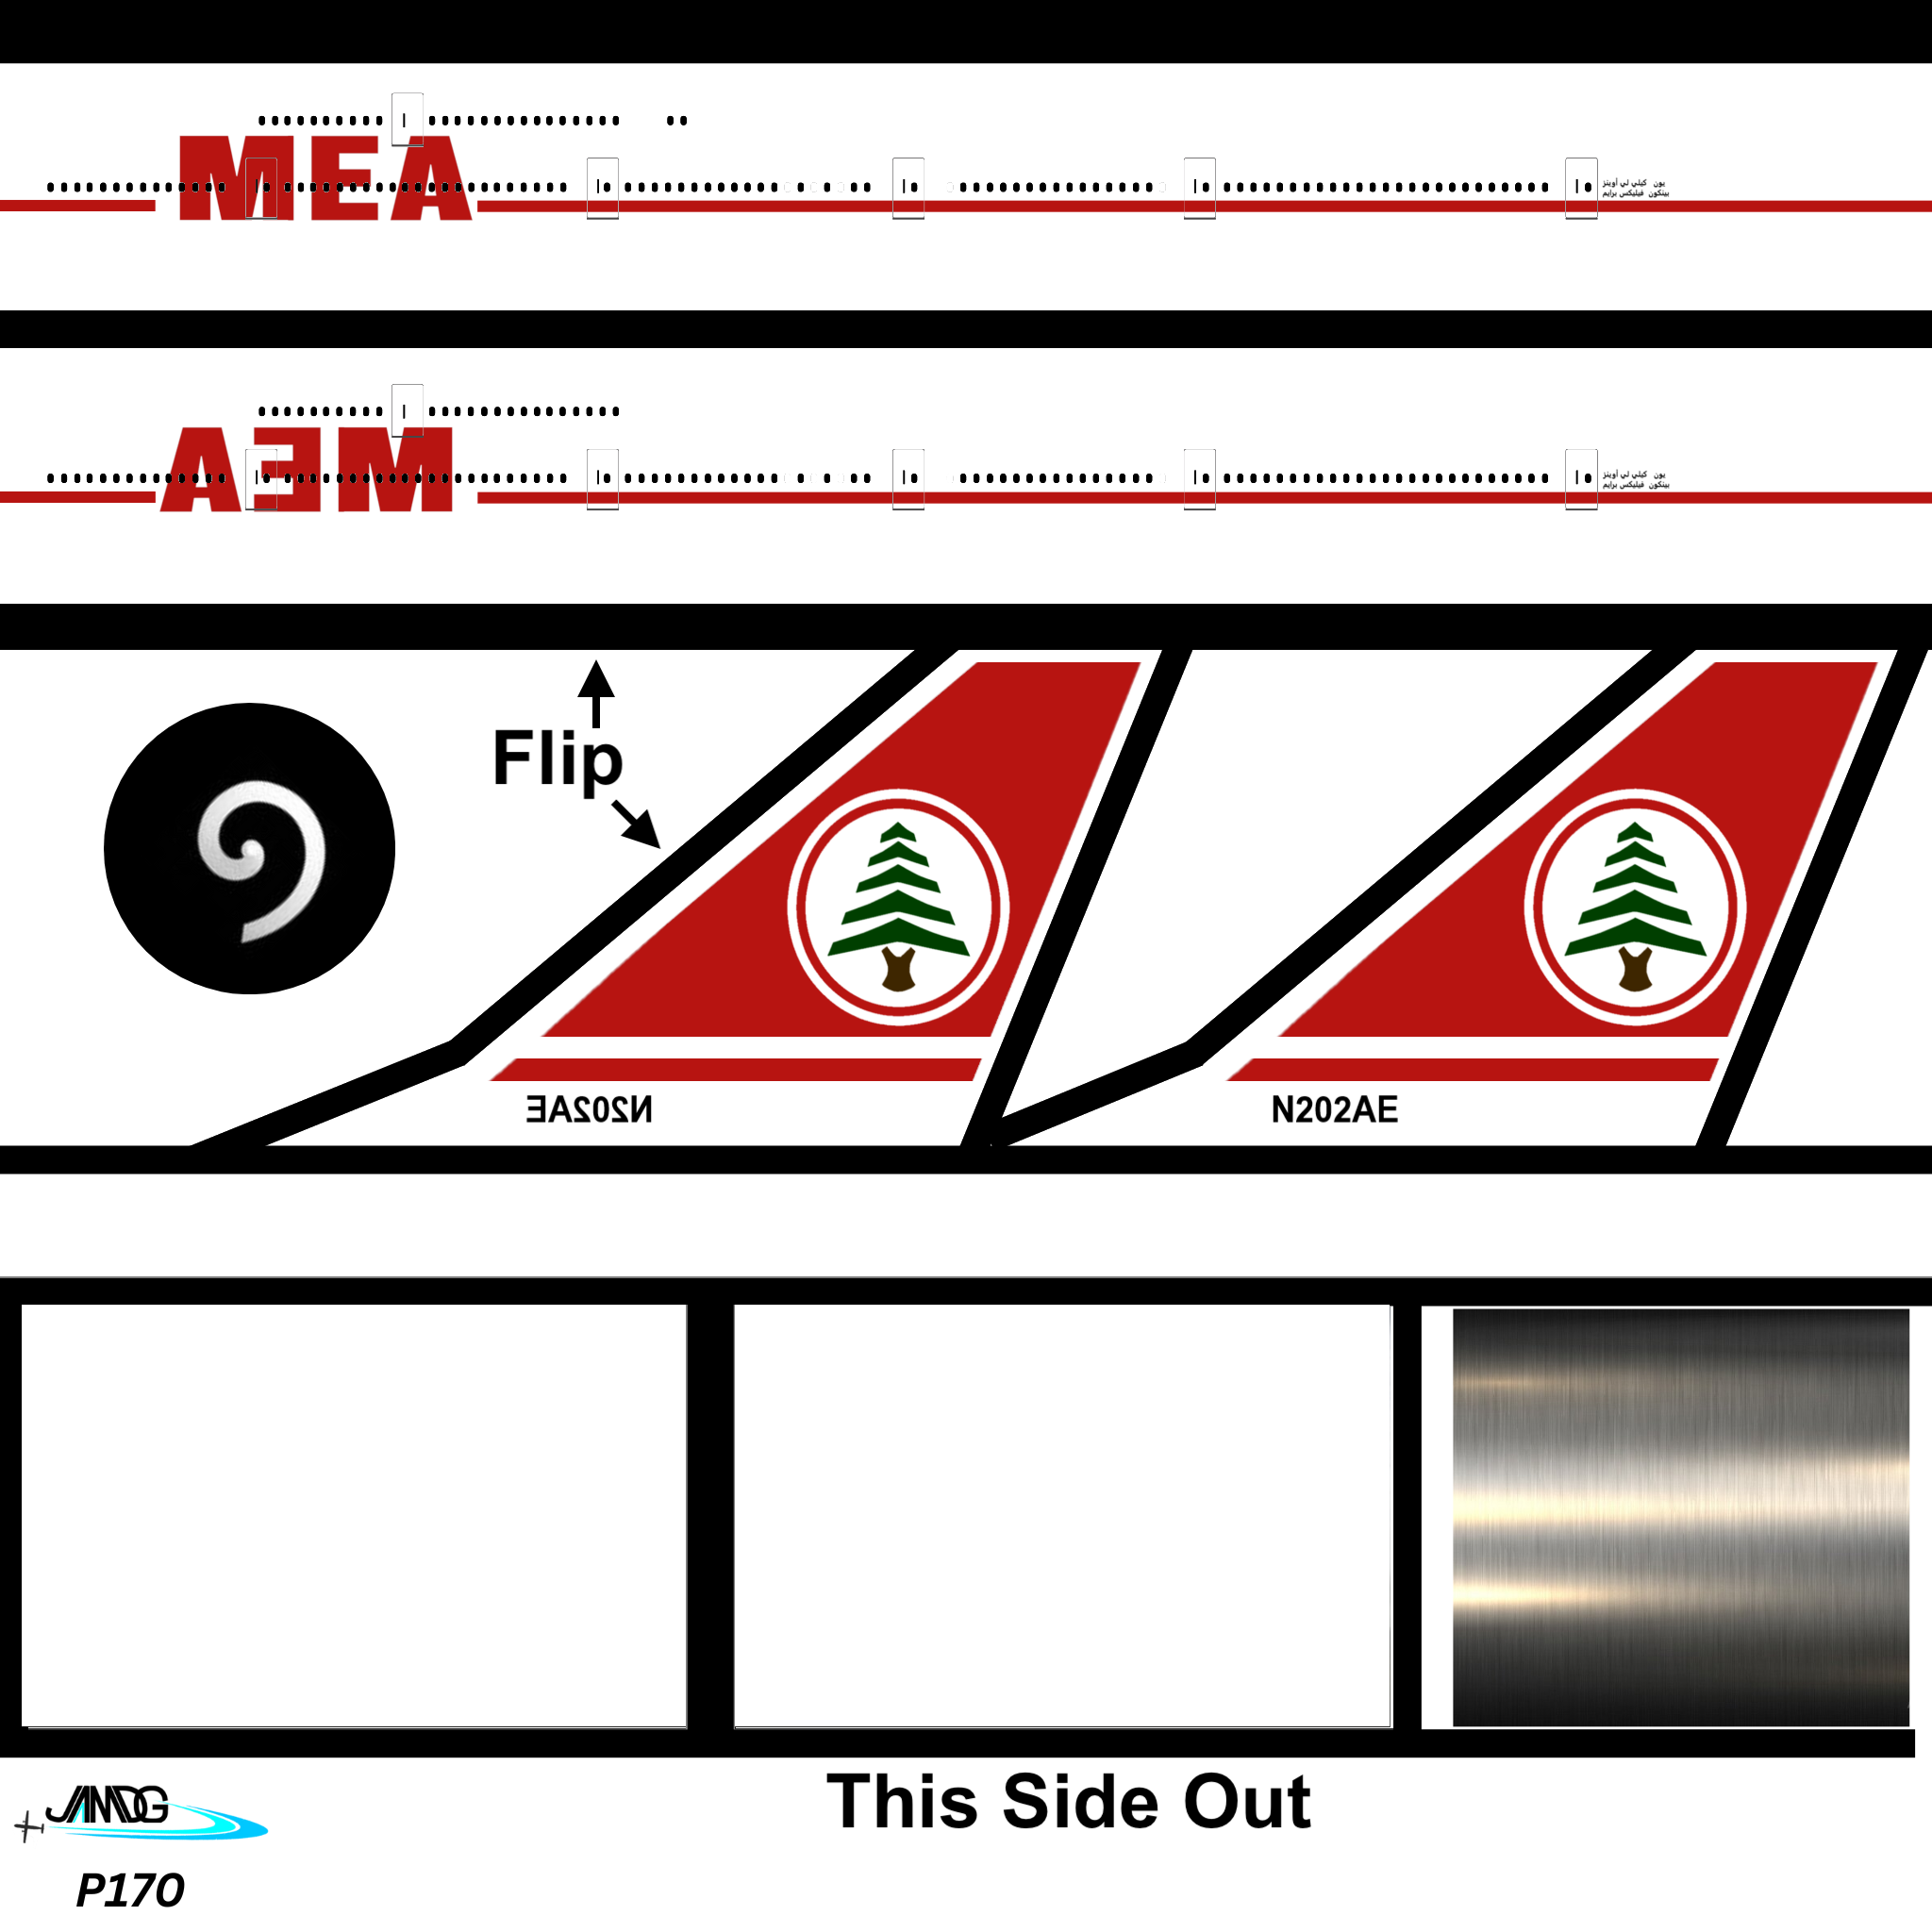 MEA
يون كيلي لي أوينز
بينكون فيليكس برايم
MEA
يون كيلي لي أوينز
بينكون فيليكس برايم
Flip
N202AE
N202AE
This Side Out
JAMDG
P170